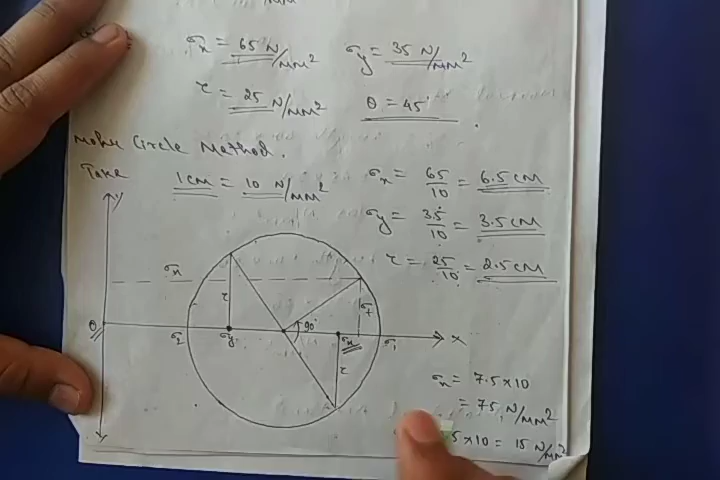 σx = 65 N/mm² σy = 35 N/mm²
τ = 25 N/mm² θ = 45°
Mohr Circle Method.
Take
1cm = 10 N/mm²
σx = 65/10 = 6.5 cm
σy = 35/10 = 3.5 cm
τ = 25/10 = 2.5 cm
y
σn
τ
σt
90°
θ
σ2
σy
σx
σ1
x
τ
y
σn = 7.5×10
= 75 N/mm²
5×10 = 15 N/mm²